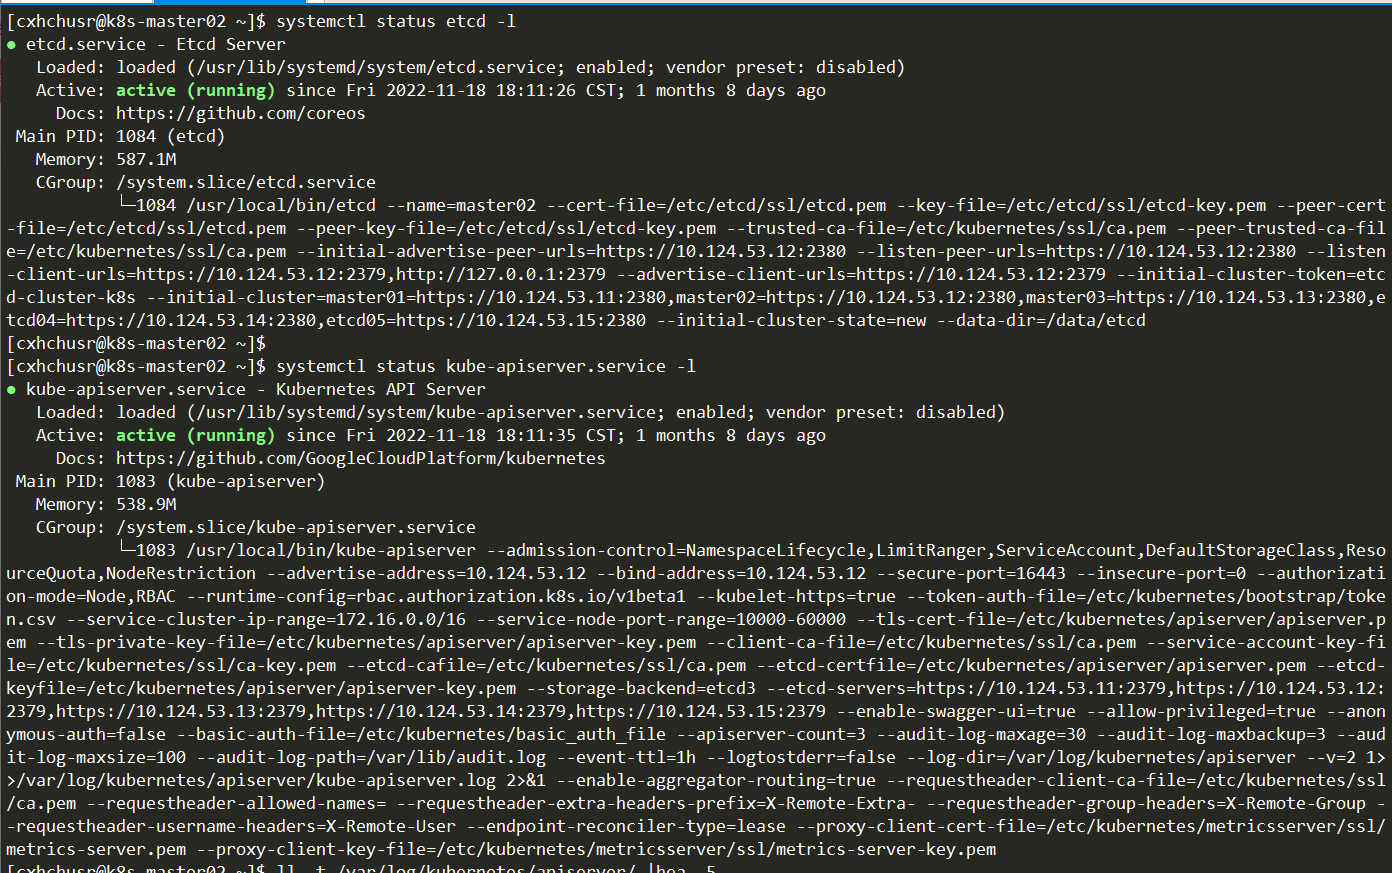 [cxhchusr@k8s-master02 ~]$ systemctl status etcd -l
● etcd.service - Etcd Server
   Loaded: loaded (/usr/lib/systemd/system/etcd.service; enabled; vendor preset: disabled)
   Active: active (running) since Fri 2022-11-18 18:11:26 CST; 1 months 8 days ago
     Docs: https://github.com/coreos
 Main PID: 1084 (etcd)
   Memory: 587.1M
   CGroup: /system.slice/etcd.service
           └─1084 /usr/local/bin/etcd --name=master02 --cert-file=/etc/etcd/ssl/etcd.pem --key-file=/etc/etcd/ssl/etcd-key.pem --peer-cert
-file=/etc/etcd/ssl/etcd.pem --peer-key-file=/etc/etcd/ssl/etcd-key.pem --trusted-ca-file=/etc/kubernetes/ssl/ca.pem --peer-trusted-ca-fil
e=/etc/kubernetes/ssl/ca.pem --initial-advertise-peer-urls=https://10.124.53.12:2380 --listen-peer-urls=https://10.124.53.12:2380 --listen
-client-urls=https://10.124.53.12:2379,http://127.0.0.1:2379 --advertise-client-urls=https://10.124.53.12:2379 --initial-cluster-token=etc
d-cluster-k8s --initial-cluster=master01=https://10.124.53.11:2380,master02=https://10.124.53.12:2380,master03=https://10.124.53.13:2380,e
tcd04=https://10.124.53.14:2380,etcd05=https://10.124.53.15:2380 --initial-cluster-state=new --data-dir=/data/etcd
[cxhchusr@k8s-master02 ~]$
[cxhchusr@k8s-master02 ~]$ systemctl status kube-apiserver.service -l
● kube-apiserver.service - Kubernetes API Server
   Loaded: loaded (/usr/lib/systemd/system/kube-apiserver.service; enabled; vendor preset: disabled)
   Active: active (running) since Fri 2022-11-18 18:11:35 CST; 1 months 8 days ago
     Docs: https://github.com/GoogleCloudPlatform/kubernetes
 Main PID: 1083 (kube-apiserver)
   Memory: 538.9M
   CGroup: /system.slice/kube-apiserver.service
           └─1083 /usr/local/bin/kube-apiserver --admission-control=NamespaceLifecycle,LimitRanger,ServiceAccount,DefaultStorageClass,Reso
urceQuota,NodeRestriction --advertise-address=10.124.53.12 --bind-address=10.124.53.12 --secure-port=16443 --insecure-port=0 --authorizati
on-mode=Node,RBAC --runtime-config=rbac.authorization.k8s.io/v1beta1 --kubelet-https=true --token-auth-file=/etc/kubernetes/bootstrap/toke
n.csv --service-cluster-ip-range=172.16.0.0/16 --service-node-port-range=10000-60000 --tls-cert-file=/etc/kubernetes/apiserver/apiserver.p
em --tls-private-key-file=/etc/kubernetes/apiserver/apiserver-key.pem --client-ca-file=/etc/kubernetes/ssl/ca.pem --service-account-key-fi
le=/etc/kubernetes/ssl/ca-key.pem --etcd-cafile=/etc/kubernetes/ssl/ca.pem --etcd-certfile=/etc/kubernetes/apiserver/apiserver.pem --etcd-
keyfile=/etc/kubernetes/apiserver/apiserver-key.pem --storage-backend=etcd3 --etcd-servers=https://10.124.53.11:2379,https://10.124.53.12:
2379,https://10.124.53.13:2379,https://10.124.53.14:2379,https://10.124.53.15:2379 --enable-swagger-ui=true --allow-privileged=true --anon
ymous-auth=false --basic-auth-file=/etc/kubernetes/basic_auth_file --apiserver-count=3 --audit-log-maxage=30 --audit-log-maxbackup=3 --aud
it-log-maxsize=100 --audit-log-path=/var/lib/audit.log --event-ttl=1h --logtostderr=false --log-dir=/var/log/kubernetes/apiserver --v=2 1>
>/var/log/kubernetes/apiserver/kube-apiserver.log 2>&1 --enable-aggregator-routing=true --requestheader-client-ca-file=/etc/kubernetes/ssl
/ca.pem --requestheader-allowed-names= --requestheader-extra-headers-prefix=X-Remote-Extra- --requestheader-group-headers=X-Remote-Group -
-requestheader-username-headers=X-Remote-User --endpoint-reconciler-type=lease --proxy-client-cert-file=/etc/kubernetes/metricsserver/ssl/
metrics-server.pem --proxy-client-key-file=/etc/kubernetes/metricsserver/ssl/metrics-server-key.pem
[cxhchusr@k8s-master02 ~]$ ll -t /var/log/kubernetes/apiserver/